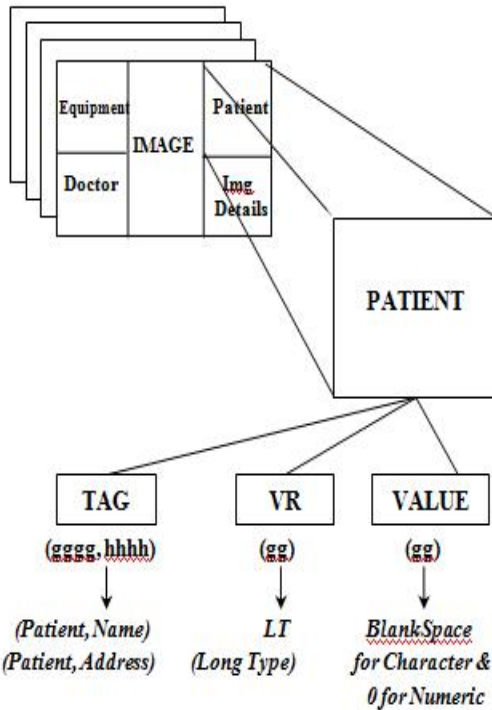 Equipment
Patient
IMAGE
Doctor
Img
Details
PATIENT
TAG
VR
VALUE
(gggg, hhhh)
(gg)
(gg)
(Patient, Name)
(Patient, Address)
LT
(Long Type)
BlankSpace
for Character &
0 for Numeric